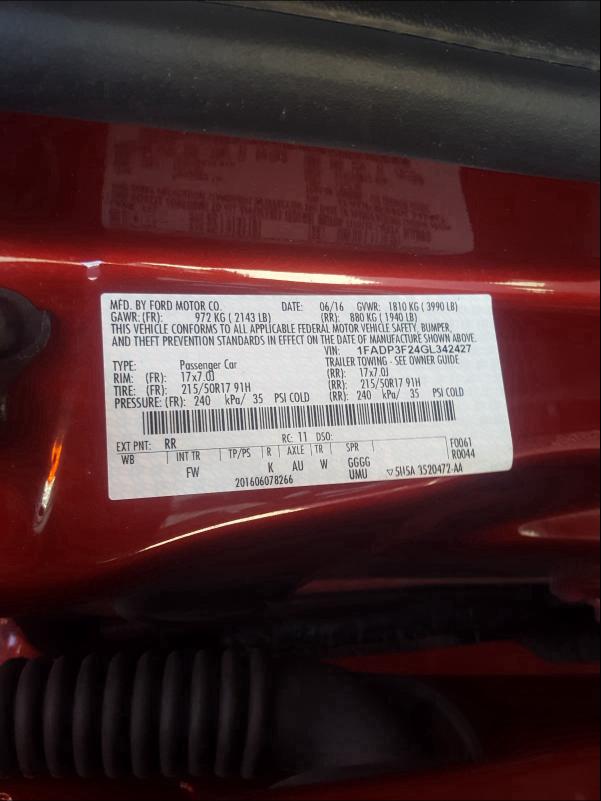 MFD. BY FORD MOTOR CO. DATE: 06/16 GVWR: 1810 KG ( 3990 LB)
GAWR: (FR): 972 KG ( 2143 LB) (RR): 880 KG ( 1940 LB)
THIS VEHICLE CONFORMS TO ALL APPLICABLE FEDERAL MOTOR VEHICLE SAFETY, BUMPER,
AND THEFT PREVENTION STANDARDS IN EFFECT ON THE DATE OF MANUFACTURE SHOWN ABOVE.
VIN: 1FADP3F24GL342427
TYPE: Passenger Car TRAILER TOWING - SEE OWNER GUIDE
RIM: (FR): 17x7.0J (RR): 17x7.0J
TIRE: (FR): 215/50R17 91H (RR): 215/50R17 91H
PRESSURE: (FR): 240 kPa/ 35 PSI COLD (RR): 240 kPa/ 35 PSI COLD
EXT PNT: RR RC: 11 DSO: F0061
WB INT TR TP/PS R AXLE TR SPR R0044
FW K AU W GGGG
201606078266 UMU ▽5U5A 3520472-AA